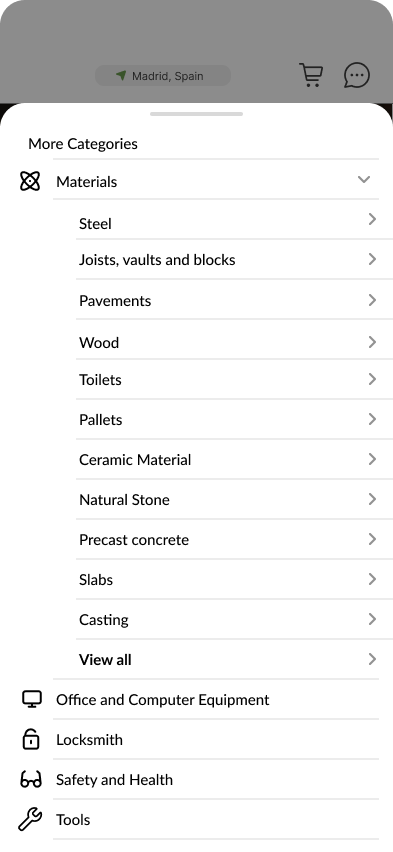 Madrid, Spain
More Categories
Materials
Steel
Joists, vaults and blocks
Pavements
Wood
Toilets
Pallets
Ceramic Material
Natural Stone
Precast concrete
Slabs
Casting
View all
Office and Computer Equipment
Locksmith
Safety and Health
Tools